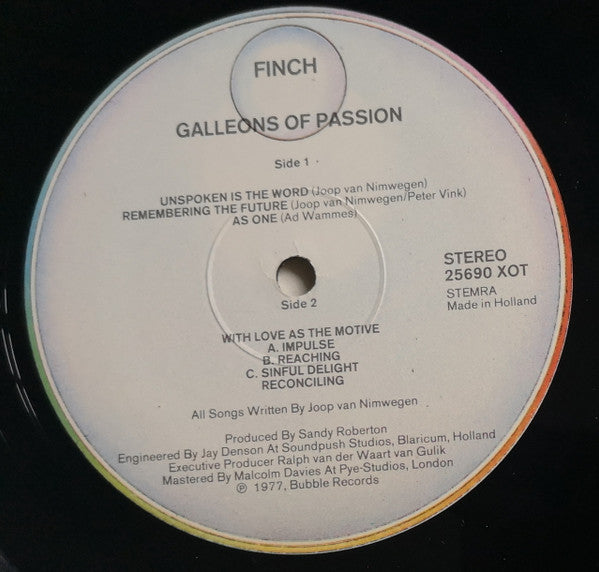 FINCH
GALLEONS OF PASSION
Side 1
UNSPOKEN IS THE WORD (Joop van Nimwegen)
REMEMBERING THE FUTURE (Joop van Nimwegen/Peter Vink)
AS ONE (Ad Wammes)
STEREO
25690 XOT
STEMRA
Made in Holland
Side 2
WITH LOVE AS THE MOTIVE
A. IMPULSE
B. REACHING
C. SINFUL DELIGHT
RECONCILING
All Songs Written By Joop van Nimwegen
Produced By Sandy Roberton
Engineered By Jay Denson At Soundpush Studios, Blaricum, Holland
Executive Producer Ralph van der Waart van Gulik
Mastered By Malcolm Davies At Pye-Studios, London
℗ 1977, Bubble Records